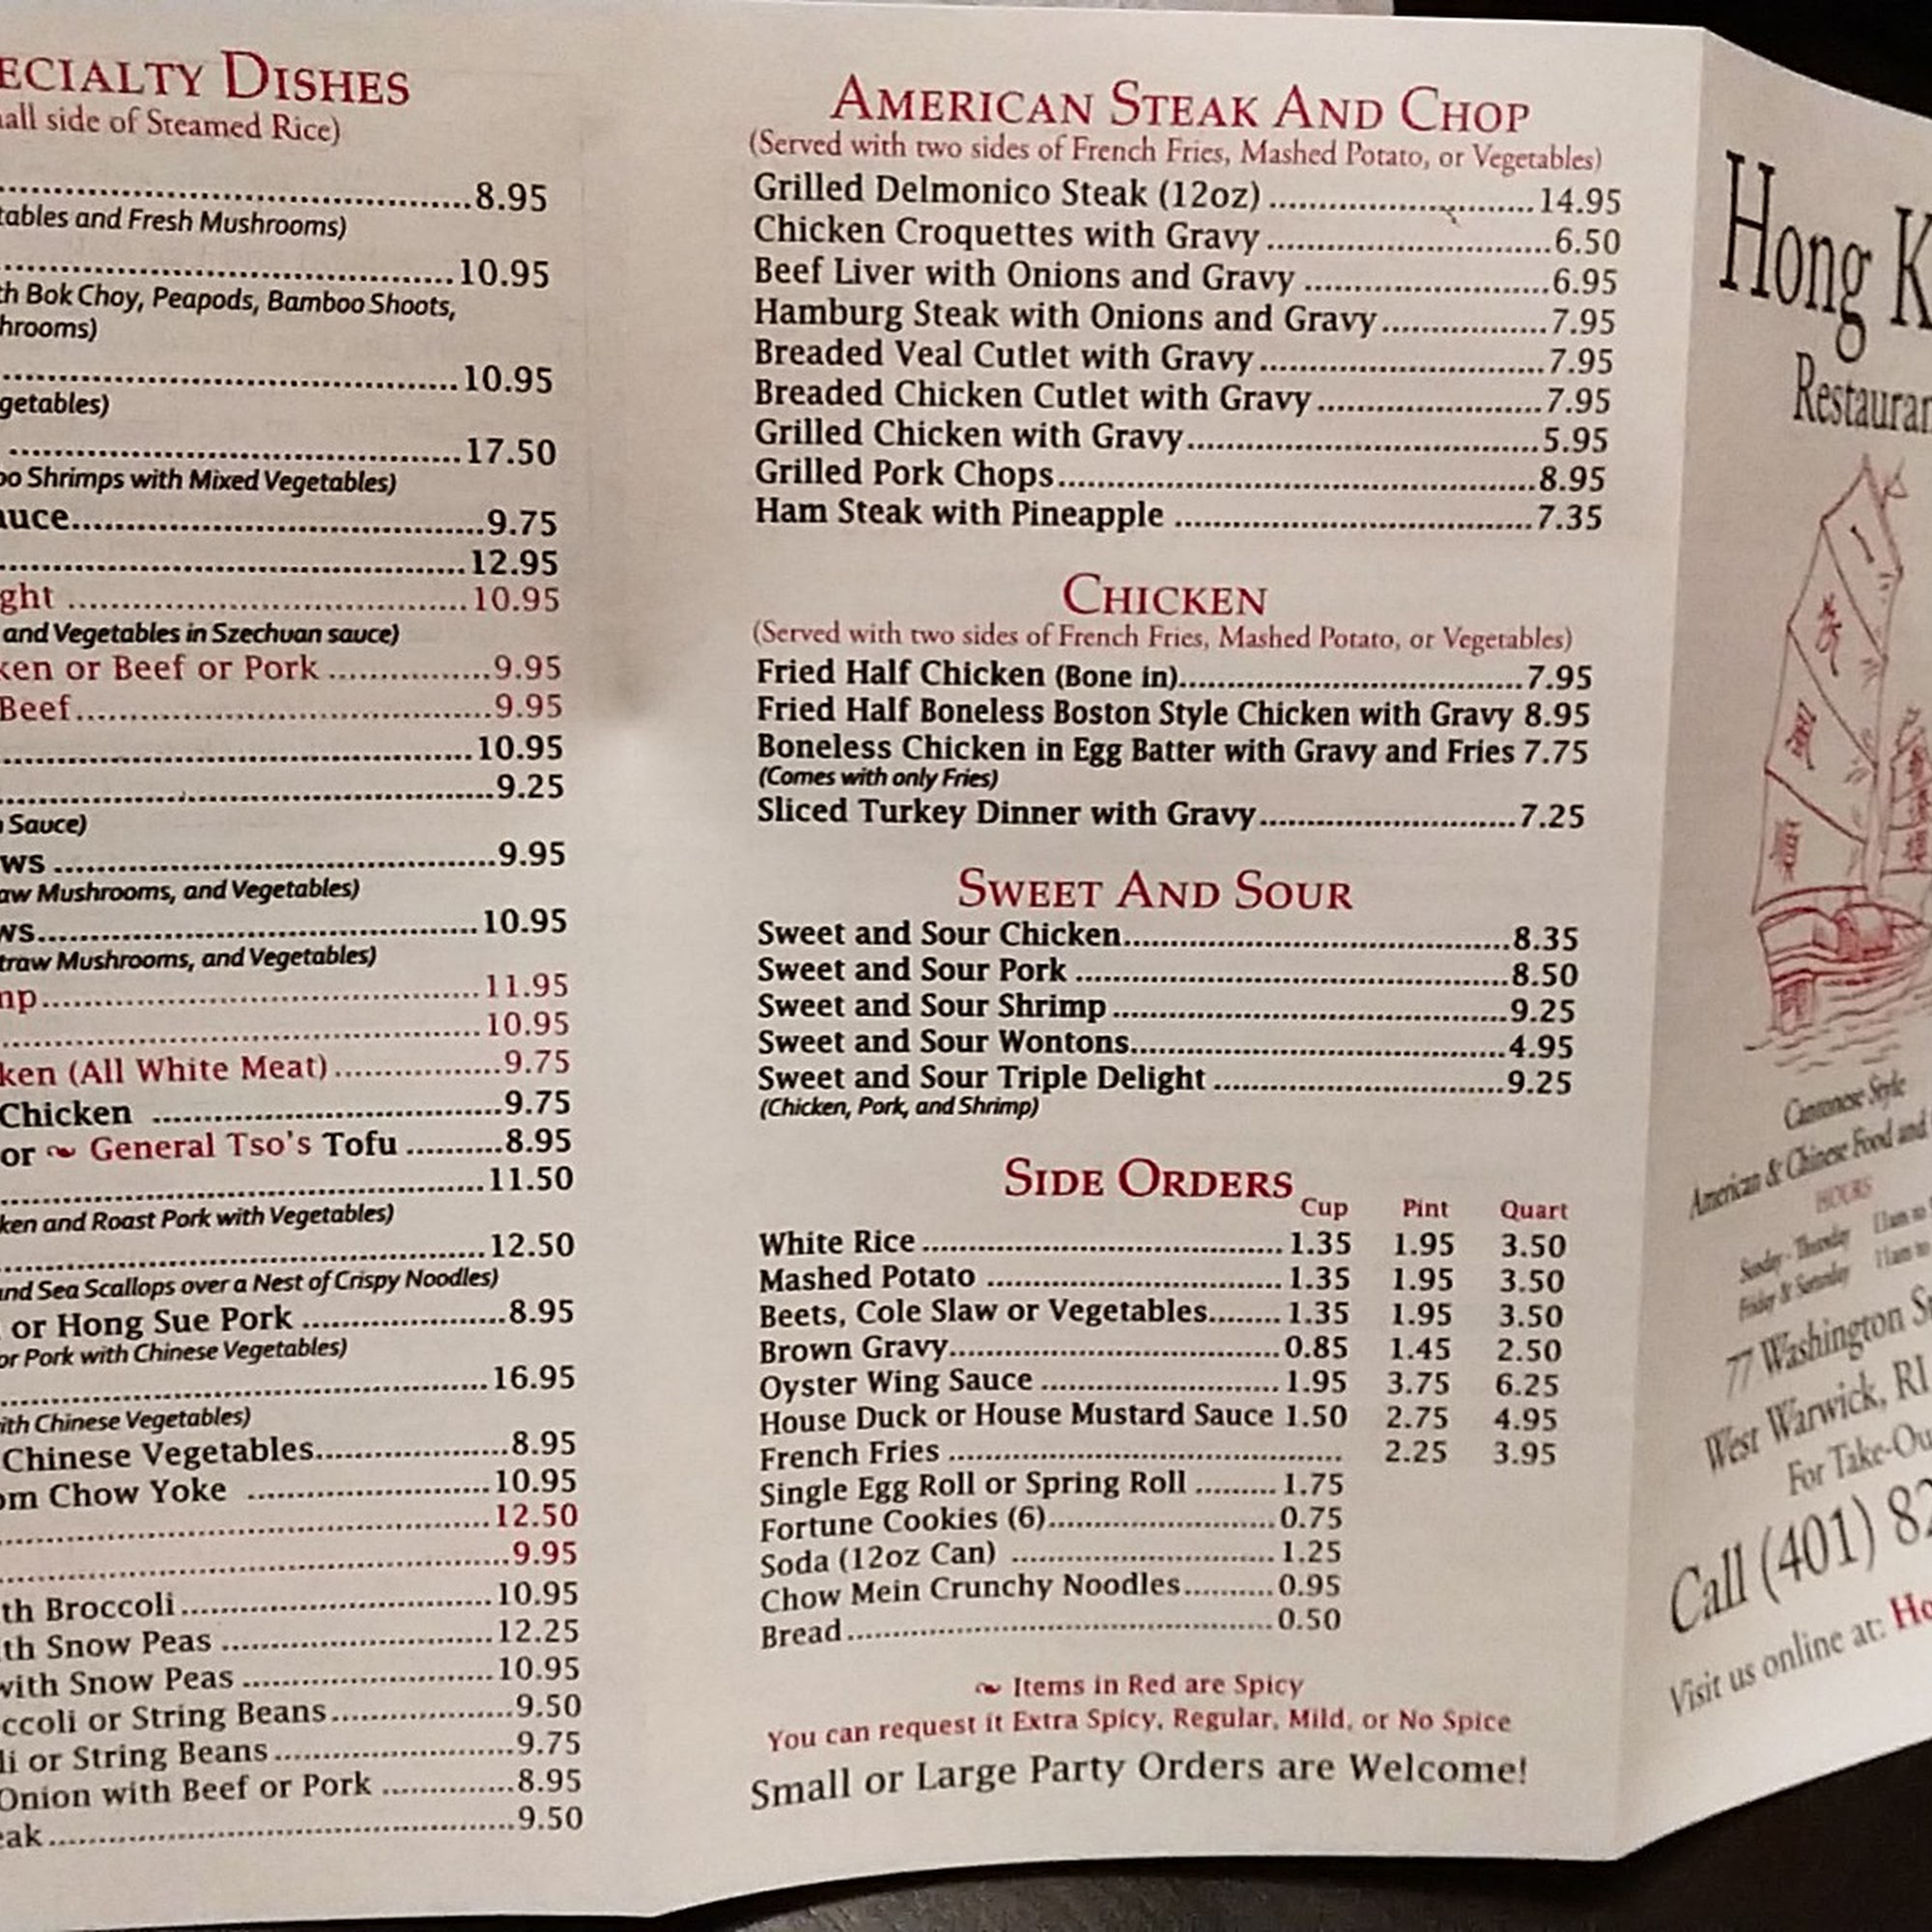 ECIALTY DISHES
all side of Steamed Rice)
8.95
tables and Fresh Mushrooms)
10.95
th Bok Choy, Peapods, Bamboo Shoots,
hrooms)
10.95
getables)
17.50
oo Shrimps with Mixed Vegetables)
auce 9.75
12.95
ght 10.95
and Vegetables in Szechuan sauce)
ken or Beef or Pork 9.95
Beef 9.95
10.95
9.25
Sauce)
ws 9.95
aw Mushrooms, and Vegetables)
ws 10.95
traw Mushrooms, and Vegetables)
mp 11.95
10.95
ken (All White Meat) 9.75
Chicken 9.75
or General Tso's Tofu 8.95
11.50
ken and Roast Pork with Vegetables)
12.50
and Sea Scallops over a Nest of Crispy Noodles)
or Hong Sue Pork 8.95
or Pork with Chinese Vegetables)
16.95
ith Chinese Vegetables)
Chinese Vegetables 8.95
om Chow Yoke 10.95
12.50
9.95
th Broccoli 10.95
th Snow Peas 12.25
with Snow Peas 10.95
ccoli or String Beans 9.50
li or String Beans 9.75
Onion with Beef or Pork 8.95
eak 9.50
AMERICAN STEAK AND CHOP
(Served with two sides of French Fries, Mashed Potato, or Vegetables)
Grilled Delmonico Steak (12oz) 14.95
Chicken Croquettes with Gravy 6.50
Beef Liver with Onions and Gravy 6.95
Hamburg Steak with Onions and Gravy 7.95
Breaded Veal Cutlet with Gravy 7.95
Breaded Chicken Cutlet with Gravy 7.95
Grilled Chicken with Gravy 5.95
Grilled Pork Chops 8.95
Ham Steak with Pineapple 7.35
CHICKEN
(Served with two sides of French Fries, Mashed Potato, or Vegetables)
Fried Half Chicken (Bone in) 7.95
Fried Half Boneless Boston Style Chicken with Gravy 8.95
Boneless Chicken in Egg Batter with Gravy and Fries 7.75
(Comes with only Fries)
Sliced Turkey Dinner with Gravy 7.25
SWEET AND SOUR
Sweet and Sour Chicken 8.35
Sweet and Sour Pork 8.50
Sweet and Sour Shrimp 9.25
Sweet and Sour Wontons 4.95
Sweet and Sour Triple Delight 9.25
(Chicken, Pork, and Shrimp)
SIDE ORDERS
Cup Pint Quart
White Rice 1.35 1.95 3.50
Mashed Potato 1.35 1.95 3.50
Beets, Cole Slaw or Vegetables 1.35 1.95 3.50
Brown Gravy 0.85 1.45 2.50
Oyster Wing Sauce 1.95 3.75 6.25
House Duck or House Mustard Sauce 1.50 2.75 4.95
French Fries 2.25 3.95
Single Egg Roll or Spring Roll 1.75
Fortune Cookies (6) 0.75
Soda (12oz Can) 1.25
Chow Mein Crunchy Noodles 0.95
Bread 0.50
Items in Red are Spicy
You can request it Extra Spicy, Regular, Mild, or No Spice
Small or Large Party Orders are Welcome!
Hong K
Restauran
Cantonese Style
American & Chinese Food and
HOURS
Sunday - Thursday 11am to
Friday & Saturday 11am to
77 Washington S
West Warwick, RI
For Take-Ou
Call (401) 82
Visit us online at: Ho